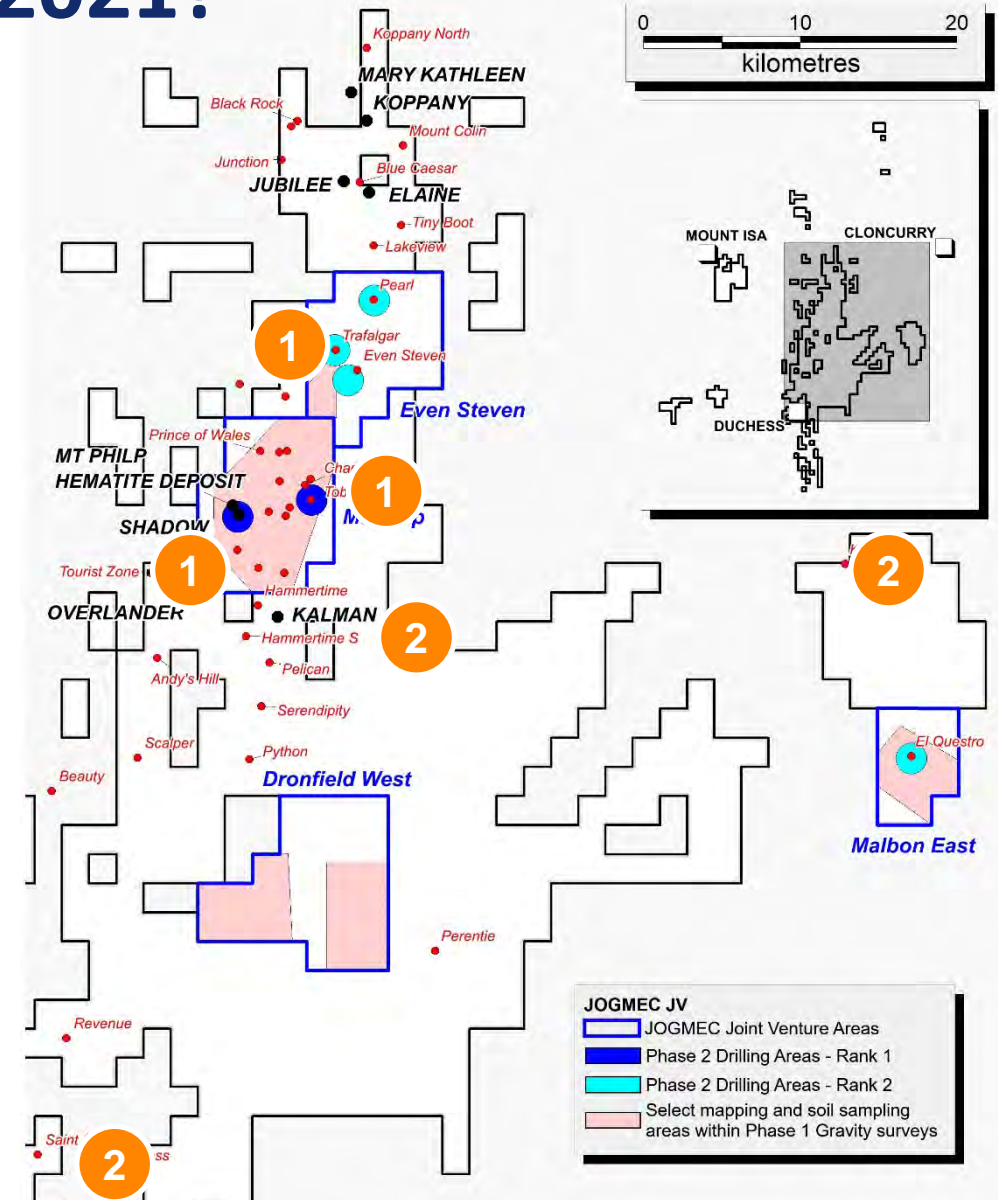 2021?
0 10 20
kilometres
Koppany North
MARY KATHLEEN
KOPPANY
Black Rock
Mount Colin
Junction
Blue Caesar
JUBILEE
ELAINE
Tiny Boot
Lakeview
MOUNT ISA
CLONCURRY
DUCHESS
Pearl
1
Trafalgar
Even Steven
Even Steven
Prince of Wales
MT PHILP
HEMATITE DEPOSIT
1
SHADOW
Tourist Zone
1
2
Hammertime
OVERLANDER
KALMAN
2
Hammertime S
Pelican
Andy's Hill
Serendipity
Scalper
Python
Beauty
Dronfield West
El Questro
Malbon East
Perentie
Revenue
JOGMEC JV
JOGMEC Joint Venture Areas
Phase 2 Drilling Areas - Rank 1
Phase 2 Drilling Areas - Rank 2
Select mapping and soil sampling
areas within Phase 1 Gravity surveys
Saint
2